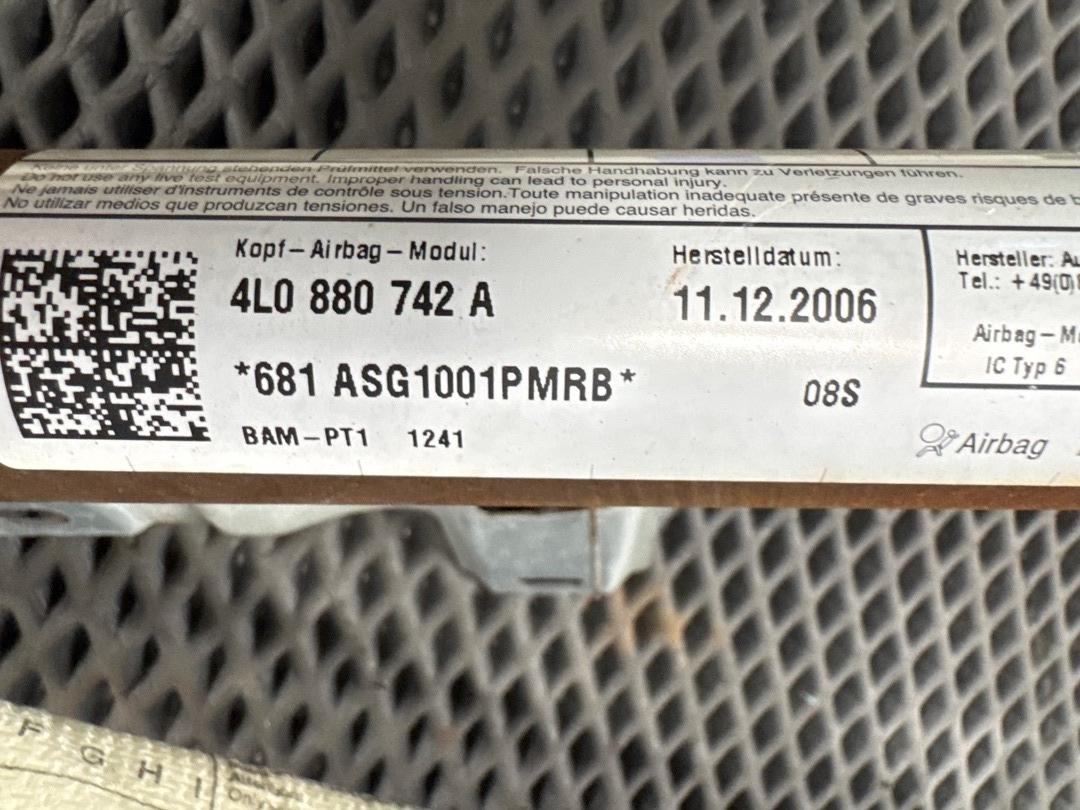 Keine unter Spannung stehenden Prüfmittel verwenden. Falsche Handhabung kann zu Verletzungen führen.
Do not use any live test equipment. Improper handling can lead to personal injury.
Ne jamais utiliser d'instruments de contrôle sous tension. Toute manipulation inadequate présente de graves risques de
No utilizar medios que produzcan tensiones. Un falso manejo puede causar heridas.
Kopf-Airbag-Modul:
4L0 880 742 A
*681 ASG1001PMRB*
BAM-PT1 1241
Herstelldatum:
11.12.2006
08S
Hersteller: Au
Tel.: +49(0)
Airbag-M
IC Typ 6
Airbag
F G H I